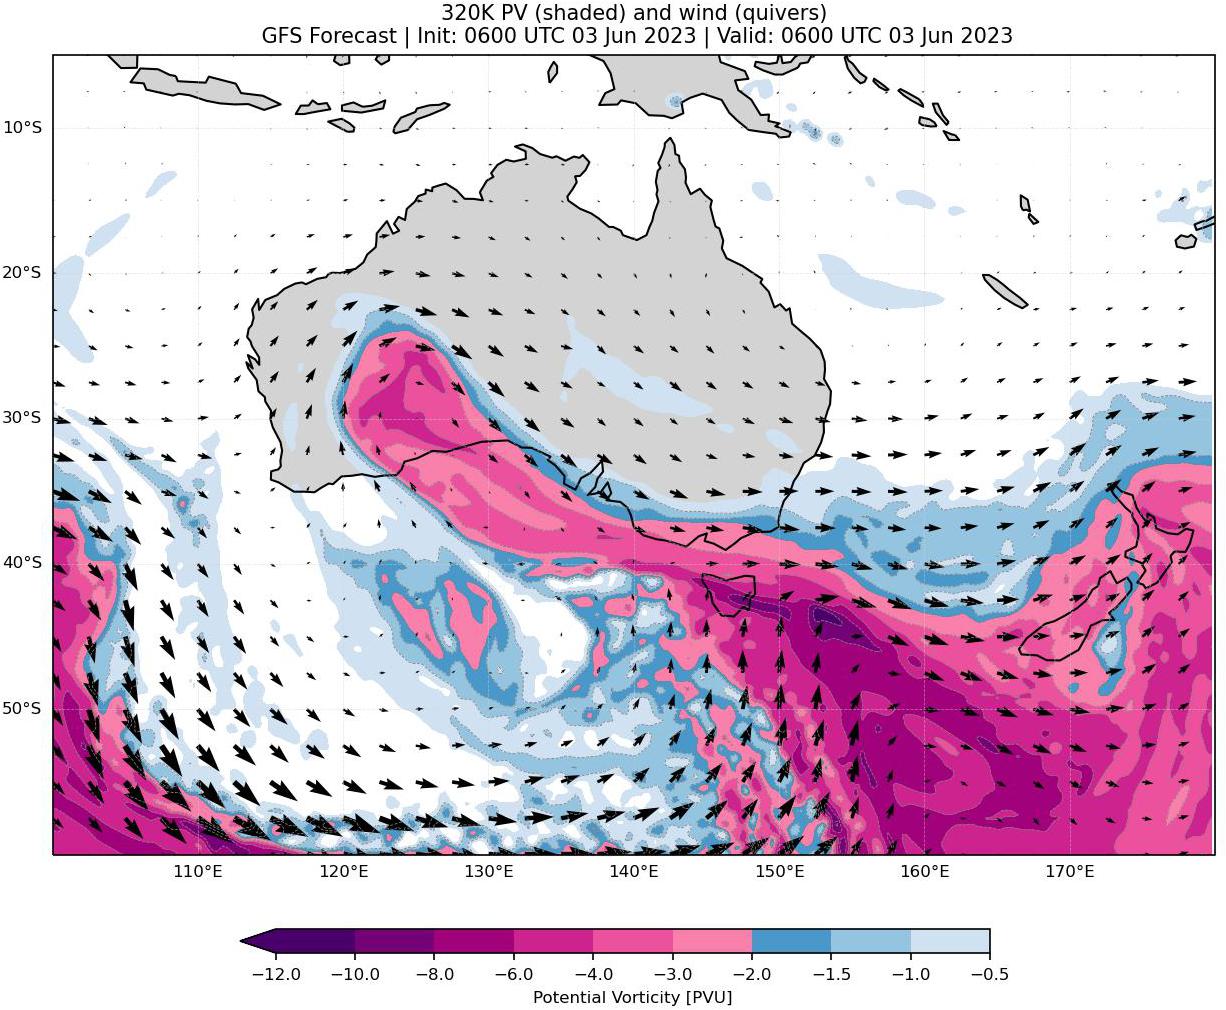 320K PV (shaded) and wind (quivers)
GFS Forecast | Init: 0600 UTC 03 Jun 2023 | Valid: 0600 UTC 03 Jun 2023
10°S
20°S
30°S
40°S
50°S
110°E 120°E 130°E 140°E 150°E 160°E 170°E
−12.0 −10.0 −8.0 −6.0 −4.0 −3.0 −2.0 −1.5 −1.0 −0.5
Potential Vorticity [PVU]